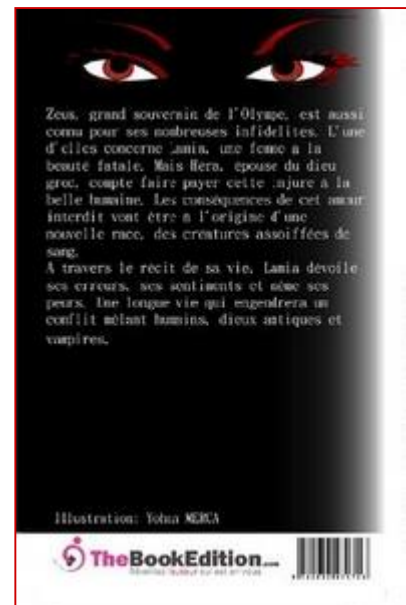 Zeus, grand souverain de l'Olympe, est aussi
connu pour ses nombreuses infidelites. L'une
d'elles concerne Lamia, une femme a la
beauté fatale. Mais Hera, épouse du dieu
grec, compte faire payer cette injure à la
belle humaine. Les conséquences de cet amour
interdit vont être à l'origine d'une
nouvelle race, des creatures assoiffées de
sang.
A travers le récit de sa vie, Lamia dévoile
ses erreurs, ses sentiments et même ses
peurs. Une longue vie qui engendrera un
conflit mêlant humains, dieux antiques et
vampires.
Illustration: Yohan MERCA
TheBookEdition.com